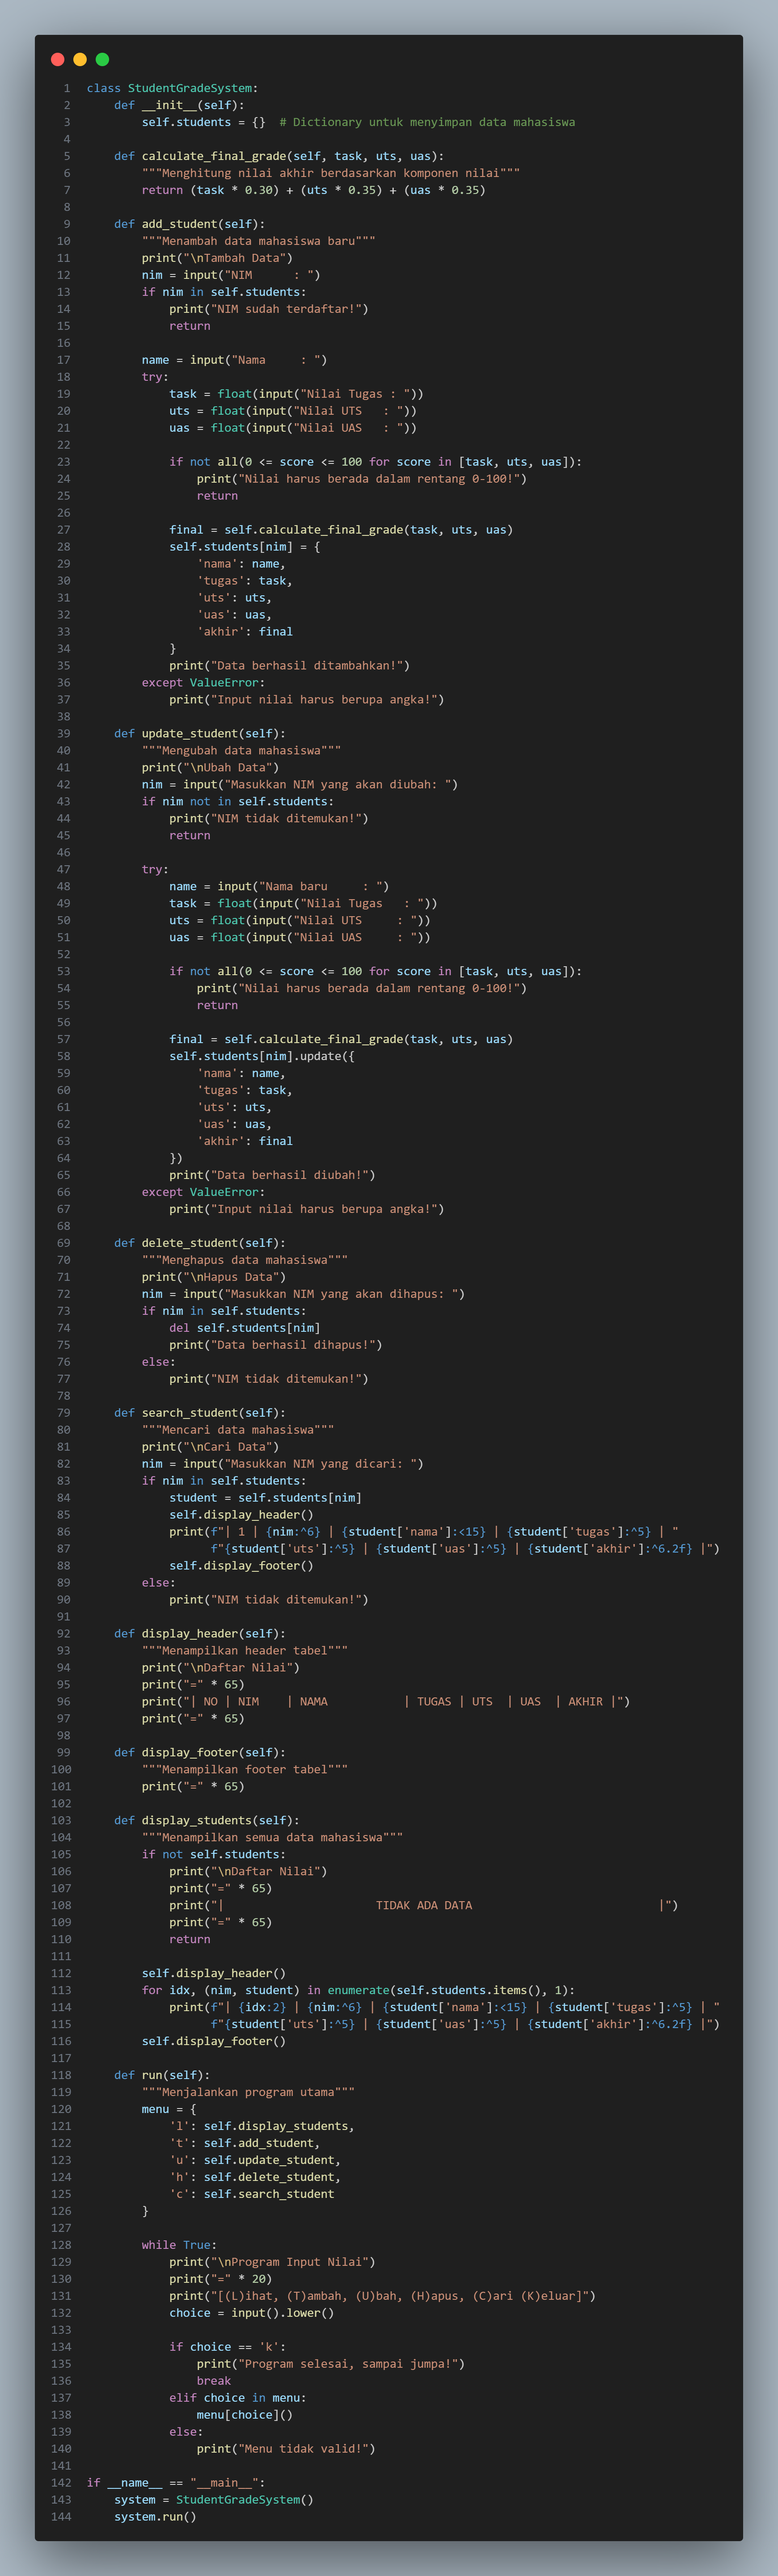 1 class StudentGradeSystem:
2     def __init__(self):
3         self.students = {}  # Dictionary untuk menyimpan data mahasiswa
4
5     def calculate_final_grade(self, task, uts, uas):
6         """Menghitung nilai akhir berdasarkan komponen nilai"""
7         return (task * 0.30) + (uts * 0.35) + (uas * 0.35)
8
9     def add_student(self):
10         """Menambah data mahasiswa baru"""
11         print("\nTambah Data")
12         nim = input("NIM      : ")
13         if nim in self.students:
14             print("NIM sudah terdaftar!")
15             return
16
17         name = input("Nama     : ")
18         try:
19             task = float(input("Nilai Tugas : "))
20             uts = float(input("Nilai UTS   : "))
21             uas = float(input("Nilai UAS   : "))
22
23             if not all(0 <= score <= 100 for score in [task, uts, uas]):
24                 print("Nilai harus berada dalam rentang 0-100!")
25                 return
26
27             final = self.calculate_final_grade(task, uts, uas)
28             self.students[nim] = {
29                 'nama': name,
30                 'tugas': task,
31                 'uts': uts,
32                 'uas': uas,
33                 'akhir': final
34             }
35             print("Data berhasil ditambahkan!")
36         except ValueError:
37             print("Input nilai harus berupa angka!")
38
39     def update_student(self):
40         """Mengubah data mahasiswa"""
41         print("\nUbah Data")
42         nim = input("Masukkan NIM yang akan diubah: ")
43         if nim not in self.students:
44             print("NIM tidak ditemukan!")
45             return
46
47         try:
48             name = input("Nama baru     : ")
49             task = float(input("Nilai Tugas   : "))
50             uts = float(input("Nilai UTS     : "))
51             uas = float(input("Nilai UAS     : "))
52
53             if not all(0 <= score <= 100 for score in [task, uts, uas]):
54                 print("Nilai harus berada dalam rentang 0-100!")
55                 return
56
57             final = self.calculate_final_grade(task, uts, uas)
58             self.students[nim].update({
59                 'nama': name,
60                 'tugas': task,
61                 'uts': uts,
62                 'uas': uas,
63                 'akhir': final
64             })
65             print("Data berhasil diubah!")
66         except ValueError:
67             print("Input nilai harus berupa angka!")
68
69     def delete_student(self):
70         """Menghapus data mahasiswa"""
71         print("\nHapus Data")
72         nim = input("Masukkan NIM yang akan dihapus: ")
73         if nim in self.students:
74             del self.students[nim]
75             print("Data berhasil dihapus!")
76         else:
77             print("NIM tidak ditemukan!")
78
79     def search_student(self):
80         """Mencari data mahasiswa"""
81         print("\nCari Data")
82         nim = input("Masukkan NIM yang dicari: ")
83         if nim in self.students:
84             student = self.students[nim]
85             self.display_header()
86             print(f"| 1 | {nim:^6} | {student['nama']:<15} | {student['tugas']:^5} | "
87                   f"{student['uts']:^5} | {student['uas']:^5} | {student['akhir']:^6.2f} |")
88             self.display_footer()
89         else:
90             print("NIM tidak ditemukan!")
91
92     def display_header(self):
93         """Menampilkan header tabel"""
94         print("\nDaftar Nilai")
95         print("=" * 65)
96         print("| NO | NIM    | NAMA           | TUGAS | UTS  | UAS  | AKHIR |")
97         print("=" * 65)
98
99     def display_footer(self):
100         """Menampilkan footer tabel"""
101         print("=" * 65)
102
103     def display_students(self):
104         """Menampilkan semua data mahasiswa"""
105         if not self.students:
106             print("\nDaftar Nilai")
107             print("=" * 65)
108             print("|                      TIDAK ADA DATA                           |")
109             print("=" * 65)
110             return
111
112         self.display_header()
113         for idx, (nim, student) in enumerate(self.students.items(), 1):
114             print(f"| {idx:2} | {nim:^6} | {student['nama']:<15} | {student['tugas']:^5} | "
115                   f"{student['uts']:^5} | {student['uas']:^5} | {student['akhir']:^6.2f} |")
116         self.display_footer()
117
118     def run(self):
119         """Menjalankan program utama"""
120         menu = {
121             'l': self.display_students,
122             't': self.add_student,
123             'u': self.update_student,
124             'h': self.delete_student,
125             'c': self.search_student
126         }
127
128         while True:
129             print("\nProgram Input Nilai")
130             print("=" * 20)
131             print("[(L)ihat, (T)ambah, (U)bah, (H)apus, (C)ari (K)eluar]")
132             choice = input().lower()
133
134             if choice == 'k':
135                 print("Program selesai, sampai jumpa!")
136                 break
137             elif choice in menu:
138                 menu[choice]()
139             else:
140                 print("Menu tidak valid!")
141
142 if __name__ == "__main__":
143     system = StudentGradeSystem()
144     system.run()